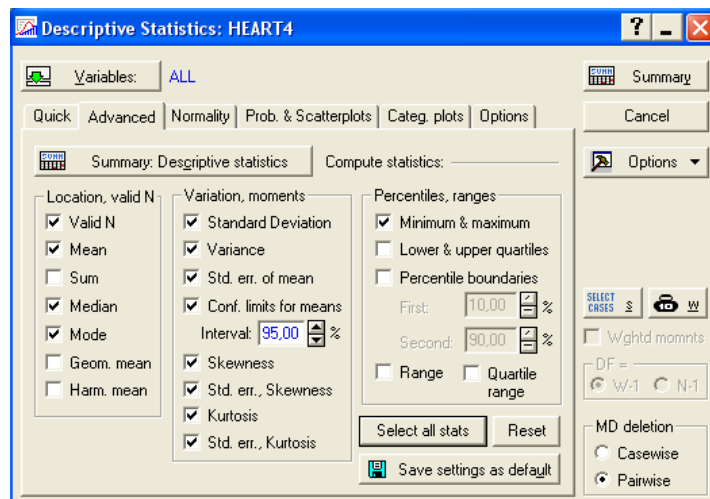 Descriptive Statistics: HEART4
Variables: ALL
Summary
Quick Advanced Normality Prob. & Scatterplots Categ. plots Options
Cancel
SUMM Summary: Descriptive statistics Compute statistics:
Options
Location, valid N
Valid N
Mean
Sum
Median
Mode
Geom. mean
Harm. mean
Variation, moments
Standard Deviation
Variance
Std. err. of mean
Conf. limits for means
Interval: 95,00 %
Skewness
Std. err., Skewness
Kurtosis
Std. err., Kurtosis
Percentiles, ranges
Minimum & maximum
Lower & upper quartiles
Percentile boundaries
First: 10,00 %
Second: 90,00 %
Range
Quartile
range
Select all stats Reset
Save settings as default
SELECT
CASES S W
Wghtd momnts
DF =
W-1 N-1
MD deletion
Casewise
Pairwise